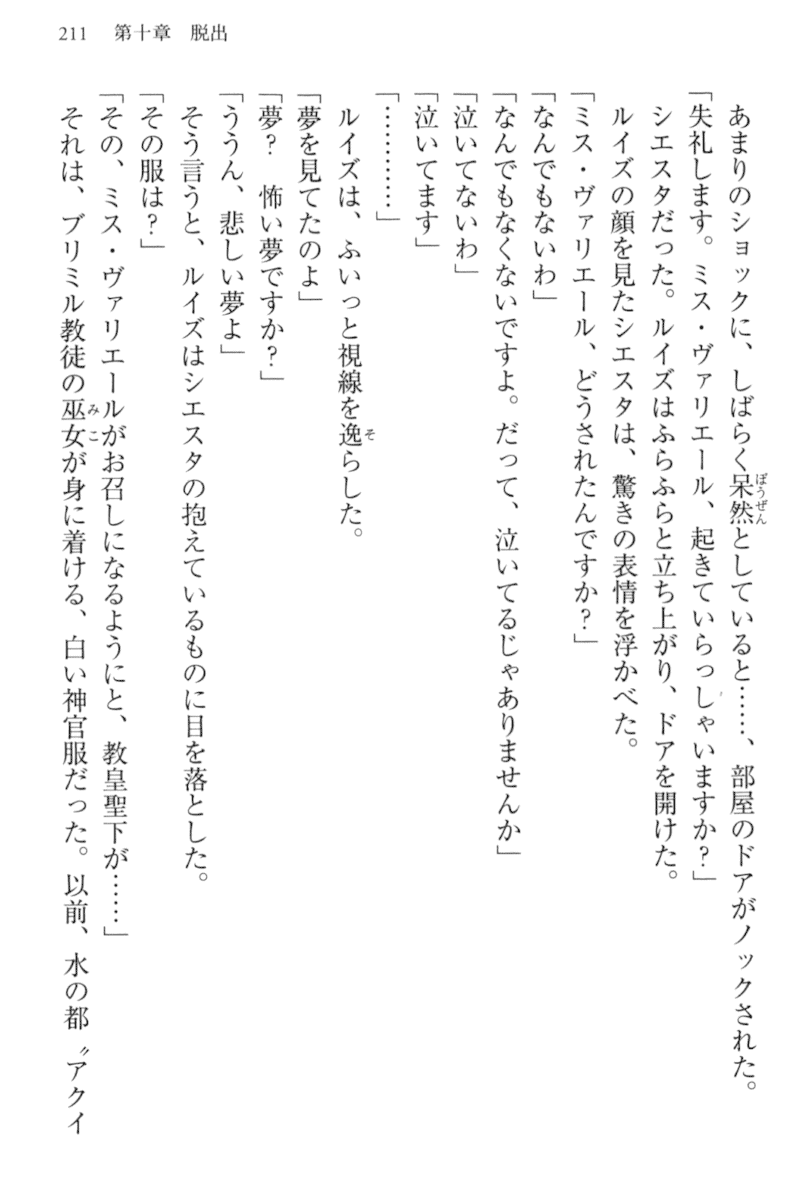 211　第十章　脱出
あまりのショックに、しばらく呆然としていると……、部屋のドアがノックされた。
「失礼します。ミス・ヴァリエール、起きていらっしゃいますか？」
シエスタだった。ルイズはふらふらと立ち上がり、ドアを開けた。
ルイズの顔を見たシエスタは、驚きの表情を浮かべた。
「ミス・ヴァリエール、どうされたんですか？」
「なんでもないわ」
「なんでもなくないですよ。だって、泣いてるじゃありませんか」
「泣いてないわ」
「泣いてます」
「…………」
ルイズは、ふいっと視線を逸らした。
「夢を見てたのよ」
「夢？　怖い夢ですか？」
「ううん、悲しい夢よ」
そう言うと、ルイズはシエスタの抱えているものに目を落とした。
「その服は？」
「その、ミス・ヴァリエールがお召しになるようにと、教皇聖下が……」
それは、ブリミル教徒の巫女が身に着ける、白い神官服だった。以前、水の都〝アクイ